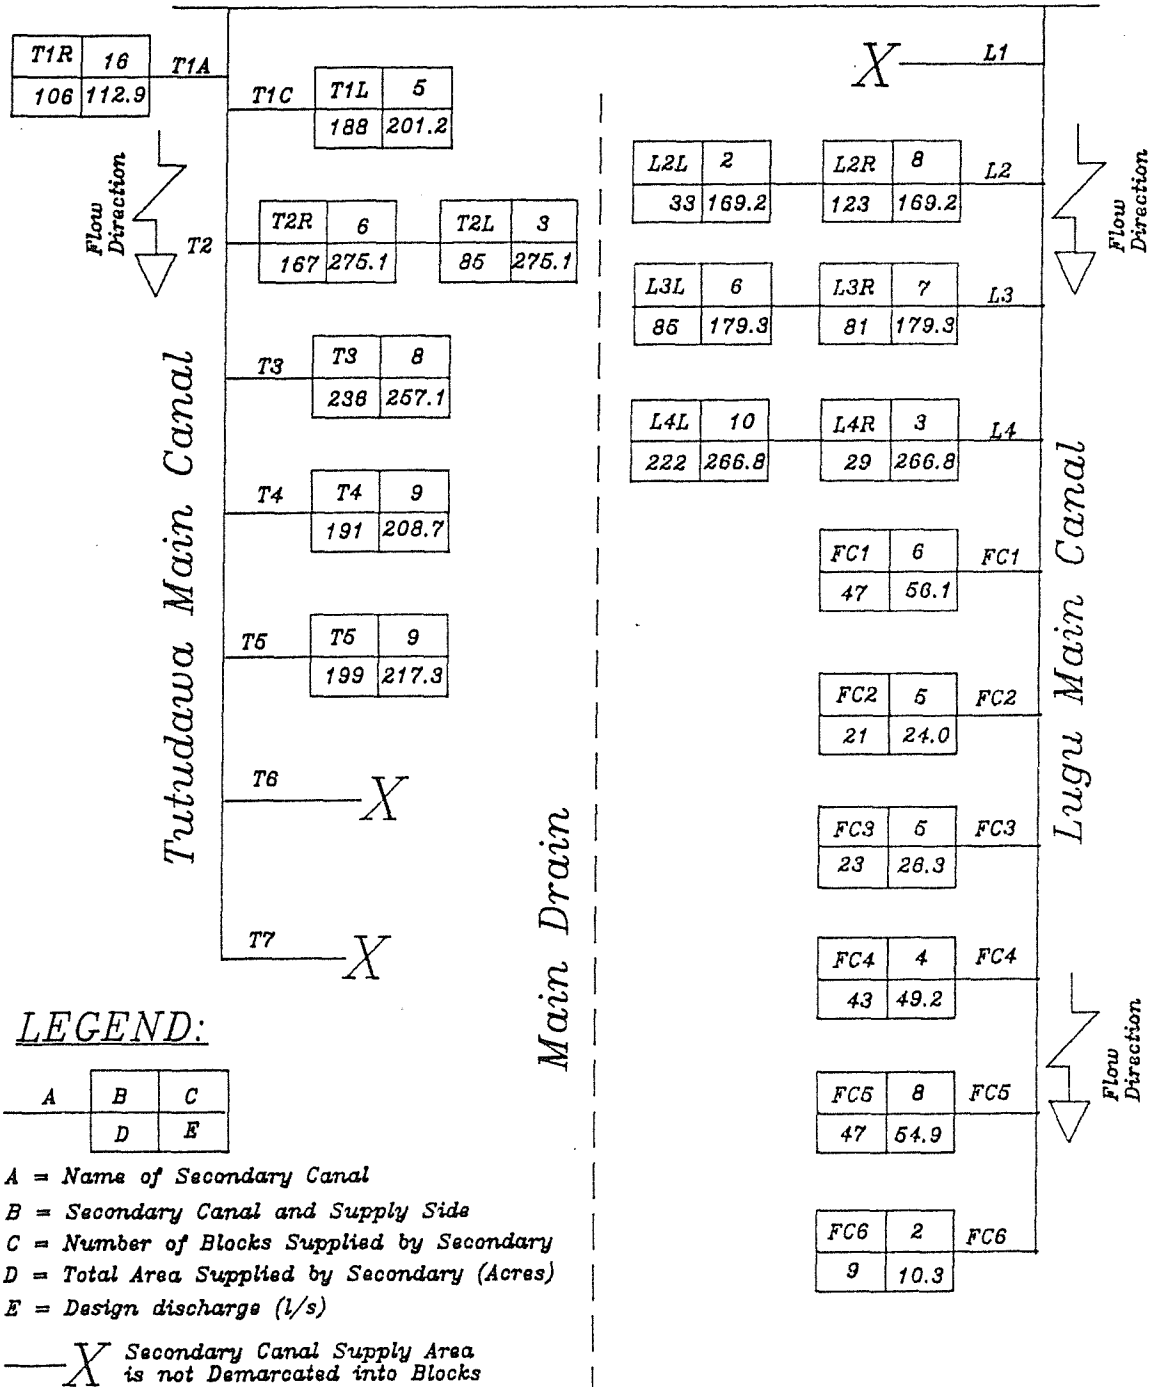 T1R 16
106 112.9
T1A
T1C
T1L 5
188 201.2
Flow
Direction
T2
T2R 6
167 275.1
T2L 3
85 275.1
T3
T3 8
236 257.1
T4
T4 9
191 208.7
T5
T5 9
199 217.3
T6
X
T7
X
Tutudawa Main Canal
Main Drain
X
L1
L2L 2
33 169.2
L2R 8
123 169.2
L2
Flow
Direction
L3L 6
85 179.3
L3R 7
81 179.3
L3
L4L 10
222 266.8
L4R 3
29 266.8
L4
FC1 6
47 56.1
FC1
FC2 5
21 24.0
FC2
FC3 5
23 26.3
FC3
FC4 4
43 49.2
FC4
FC5 8
47 54.9
FC5
FC6 2
9 10.3
FC6
Lugu Main Canal
Flow
Direction
LEGEND:
A B C
D E
A = Name of Secondary Canal
B = Secondary Canal and Supply Side
C = Number of Blocks Supplied by Secondary
D = Total Area Supplied by Secondary (Acres)
E = Design discharge (l/s)
X Secondary Canal Supply Area
is not Demarcated into Blocks